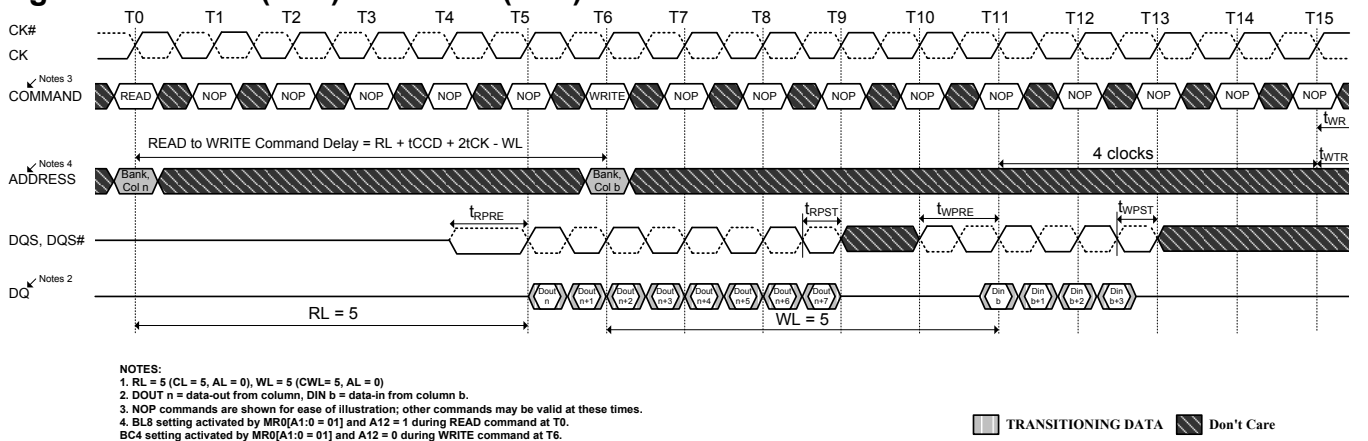 T0 T1 T2 T3 T4 T5 T6 T7 T8 T9 T10 T11 T12 T13 T14 T15
CK#
CK
Notes 3
COMMAND READ NOP NOP NOP NOP NOP WRITE NOP NOP NOP NOP NOP NOP NOP NOP NOP
tWR
READ to WRITE Command Delay = RL + tCCD + 2tCK - WL
4 clocks
tWTR
Notes 4
ADDRESS
Bank, Col n
Bank, Col b
tRPRE
tRPST
tWPRE
tWPST
DQS, DQS#
Notes 2
DQ
Dout n
Dout n+1
Dout n+2
Dout n+3
Dout n+4
Dout n+5
Dout n+6
Dout n+7
Din b
Din b+1
Din b+2
Din b+3
RL = 5
WL = 5
NOTES:
1. RL = 5 (CL = 5, AL = 0), WL = 5 (CWL= 5, AL = 0)
2. DOUT n = data-out from column, DIN b = data-in from column b.
3. NOP commands are shown for ease of illustration; other commands may be valid at these times.
4. BL8 setting activated by MR0[A1:0 = 01] and A12 = 1 during READ command at T0.
BC4 setting activated by MR0[A1:0 = 01] and A12 = 0 during WRITE command at T6.
TRANSITIONING DATA
Don't Care